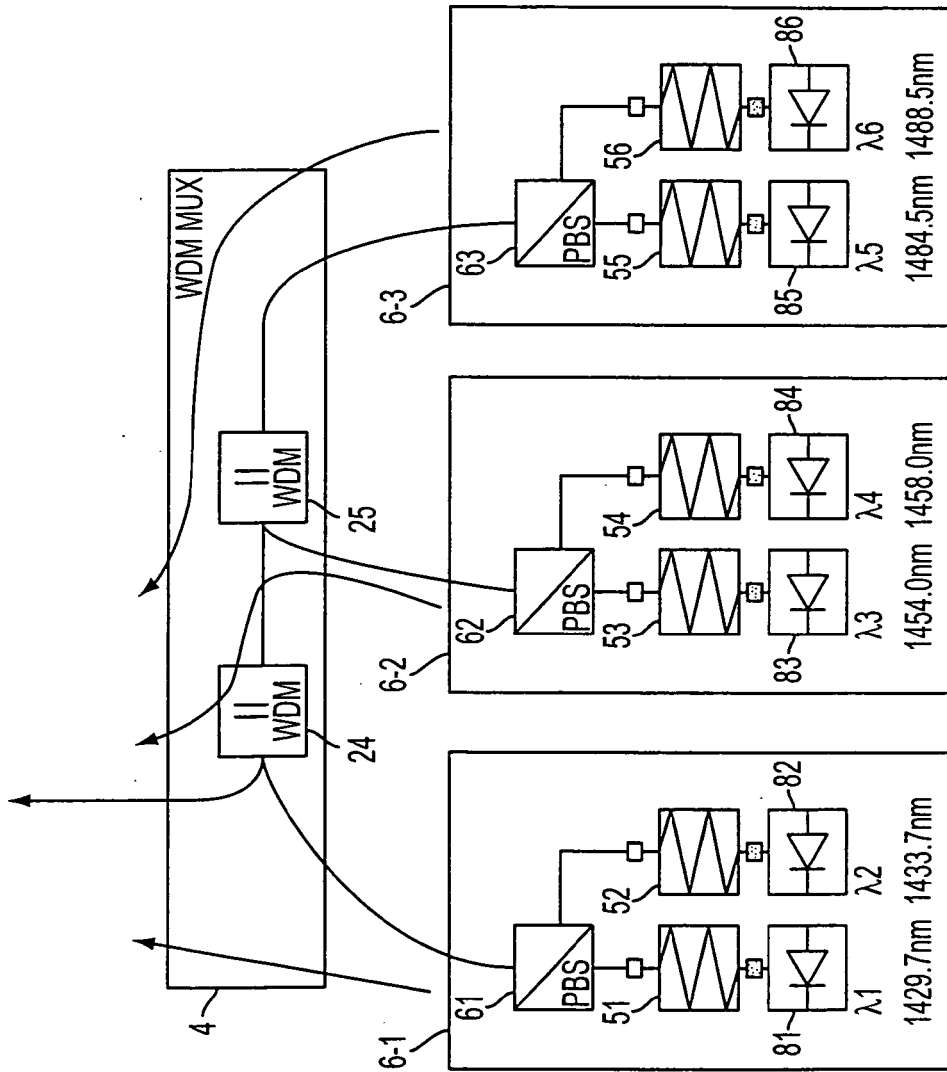 WDM MUX
4
WDM
24
WDM
25
6-1
61
PBS
51
52
81
82
λ1
λ2
1429.7nm
1433.7nm
6-2
62
PBS
53
54
83
84
λ3
λ4
1454.0nm
1458.0nm
6-3
63
PBS
55
56
85
86
λ5
λ6
1484.5nm
1488.5nm